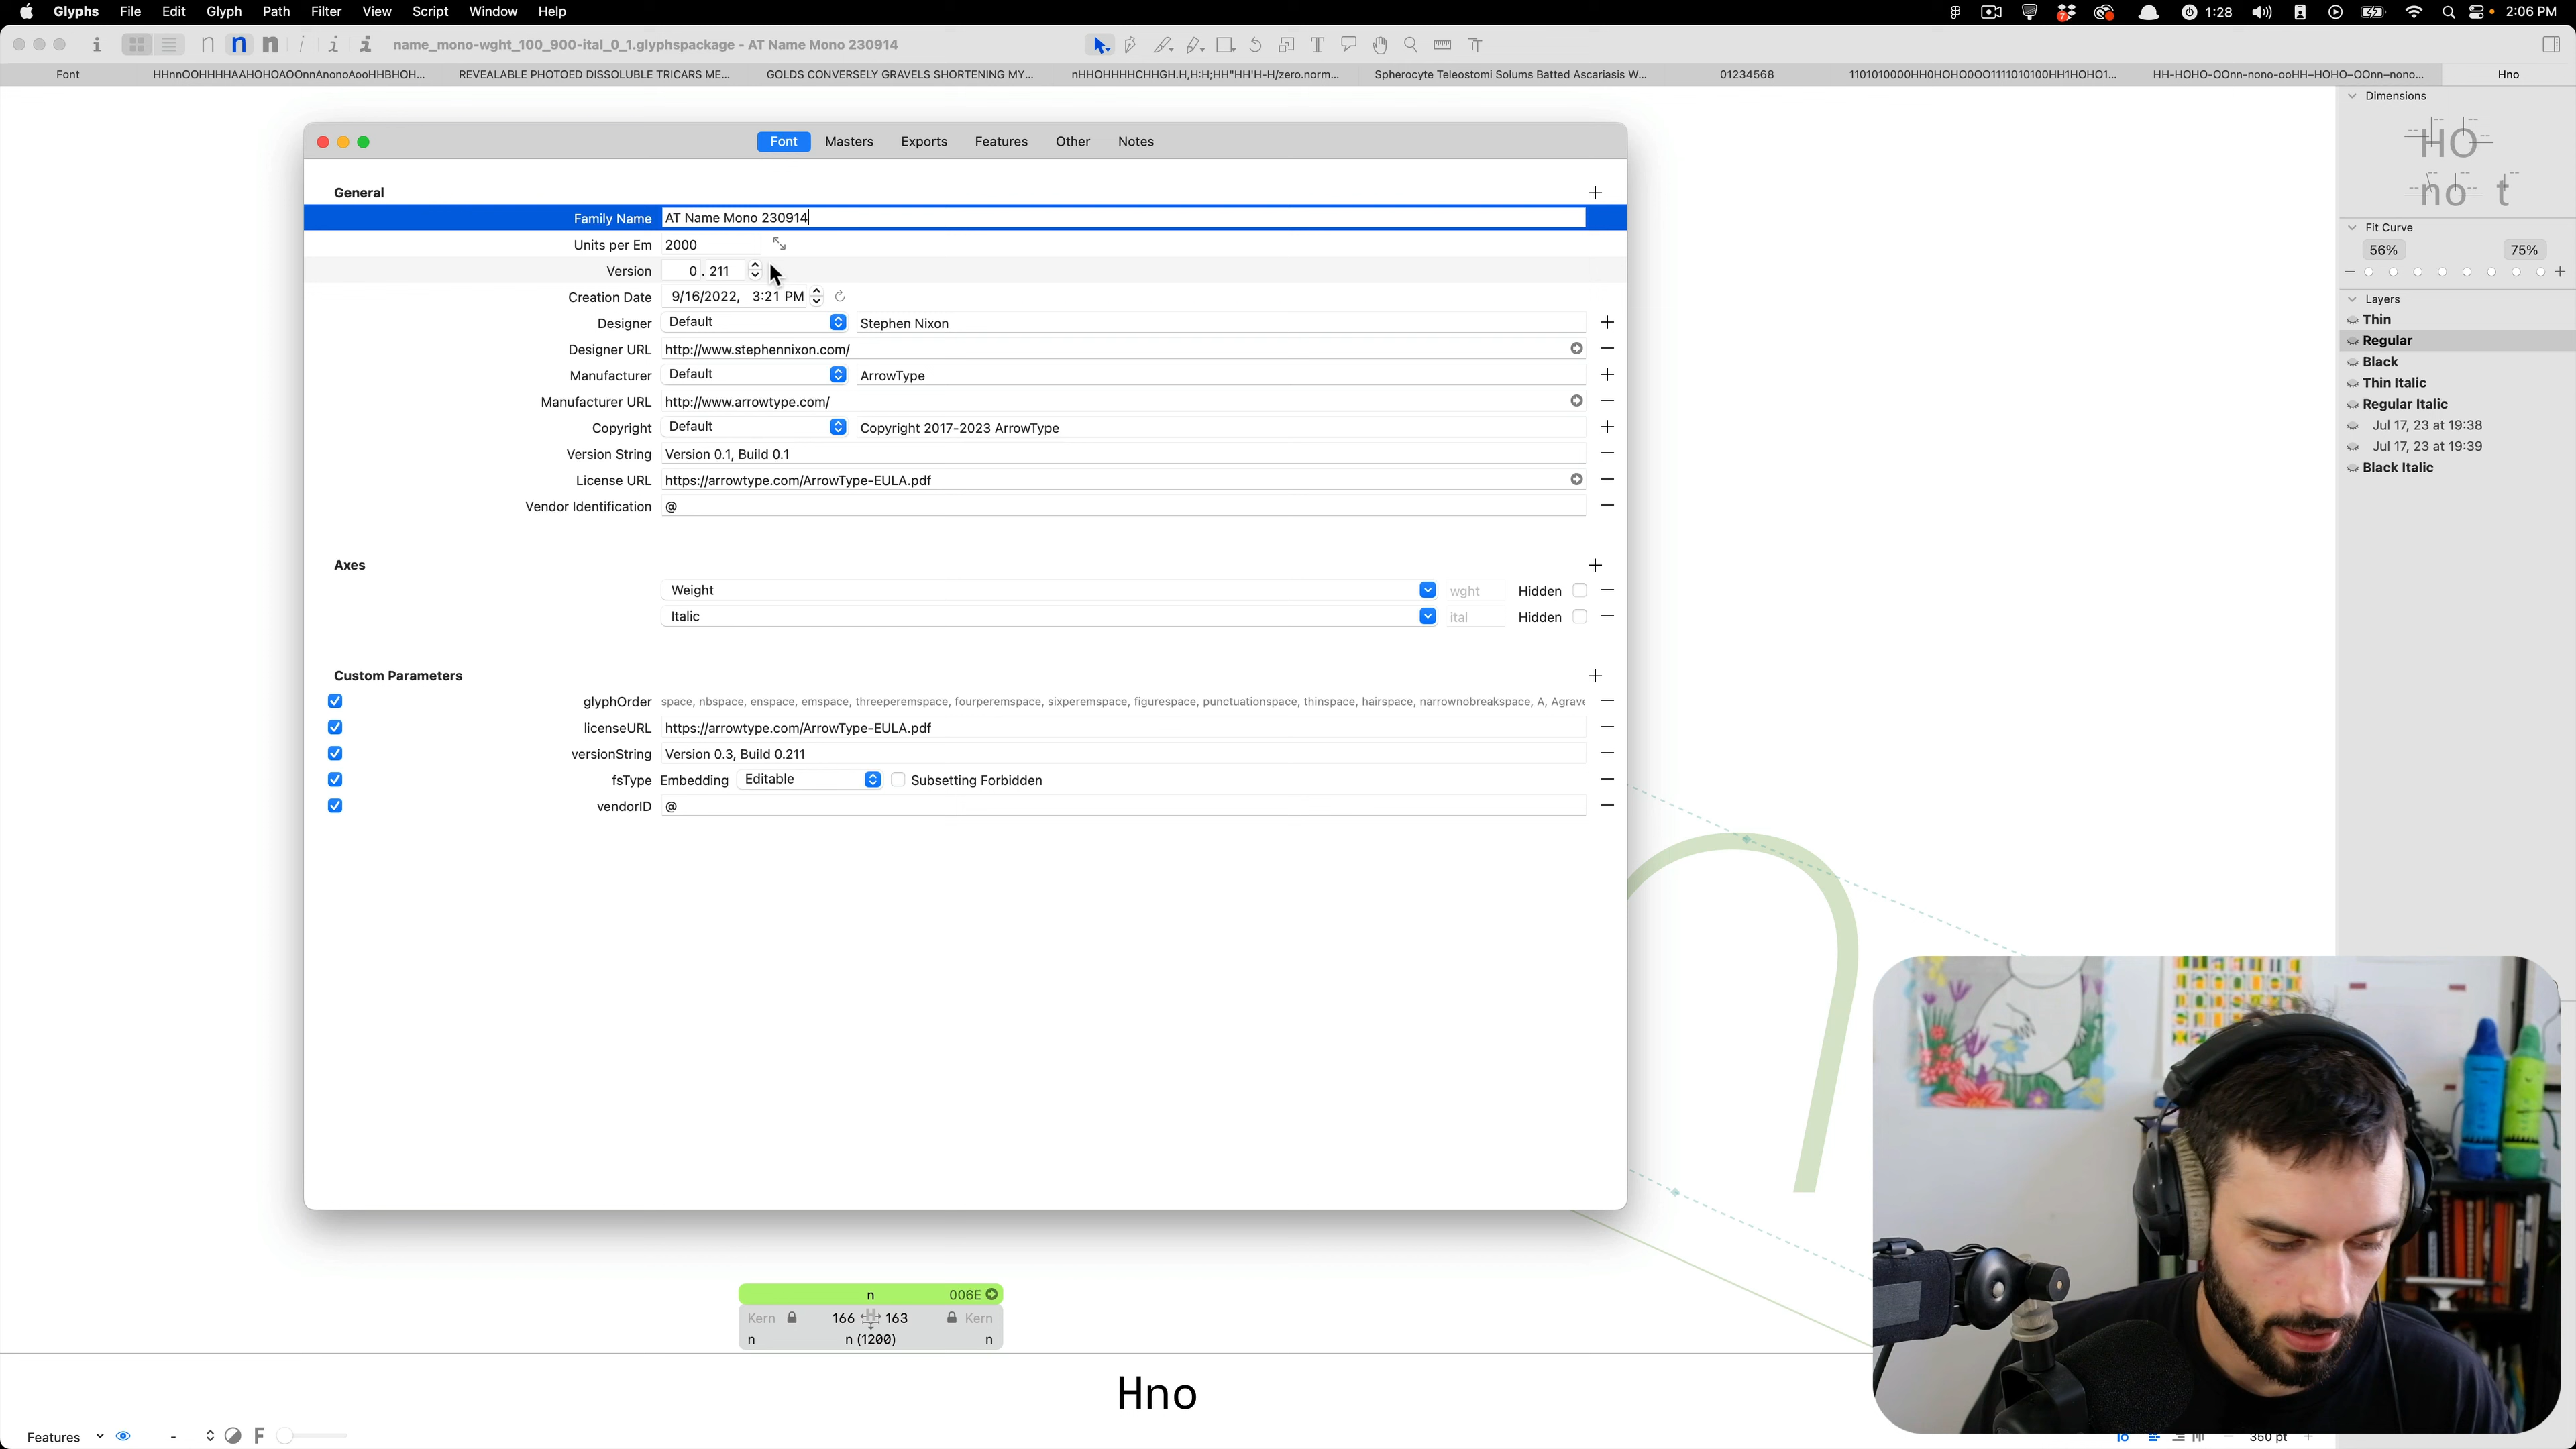 Glyphs File Edit Glyph Path Filter View Script Window Help 7 1:28 2:06 PM
n n n i i i name_mono-wght_100_900-ital_0_1.glyphspackage - AT Name Mono 230914
Font HHnnOOHHHHAAHOHOAOOnnAnonoAooHHBHOH... REVEALABLE PHOTOED DISSOLUBLE TRICARS ME... GOLDS CONVERSELY GRAVELS SHORTENING MY... nHHOHHHHCHHGH.H,H:H;HH"HH'H-H/zero.norm... Spherocyte Teleostomi Solums Batted Ascariasis W... 01234568 1101010000HH0HOHO0OO1111010100HH1HOHO1... HH-HOHO-OOnn-nono-ooHH–HOHO–OOnn–nono... Hno
Font Masters Exports Features Other Notes
General
Family Name AT Name Mono 230914
Units per Em 2000
Version 0 . 211
Creation Date 9/16/2022, 3:21 PM
Designer Default Stephen Nixon
Designer URL http://www.stephennixon.com/
Manufacturer Default ArrowType
Manufacturer URL http://www.arrowtype.com/
Copyright Default Copyright 2017-2023 ArrowType
Version String Version 0.1, Build 0.1
License URL https://arrowtype.com/ArrowType-EULA.pdf
Vendor Identification @
Axes
Weight wght Hidden
Italic ital Hidden
Custom Parameters
glyphOrder space, nbspace, enspace, emspace, threeperemspace, fourperemspace, sixperemspace, figurespace, punctuationspace, thinspace, hairspace, narrownobreakspace, A, Agrave
licenseURL https://arrowtype.com/ArrowType-EULA.pdf
versionString Version 0.3, Build 0.211
fsType Embedding Editable Subsetting Forbidden
vendorID @
Dimensions
HO
no t
Fit Curve
56% 75%
Layers
Thin
Regular
Black
Thin Italic
Regular Italic
Jul 17, 23 at 19:38
Jul 17, 23 at 19:39
Black Italic
n 006E
Kern 166 163 Kern
n n (1200) n
Hno
Features - F 350 pt